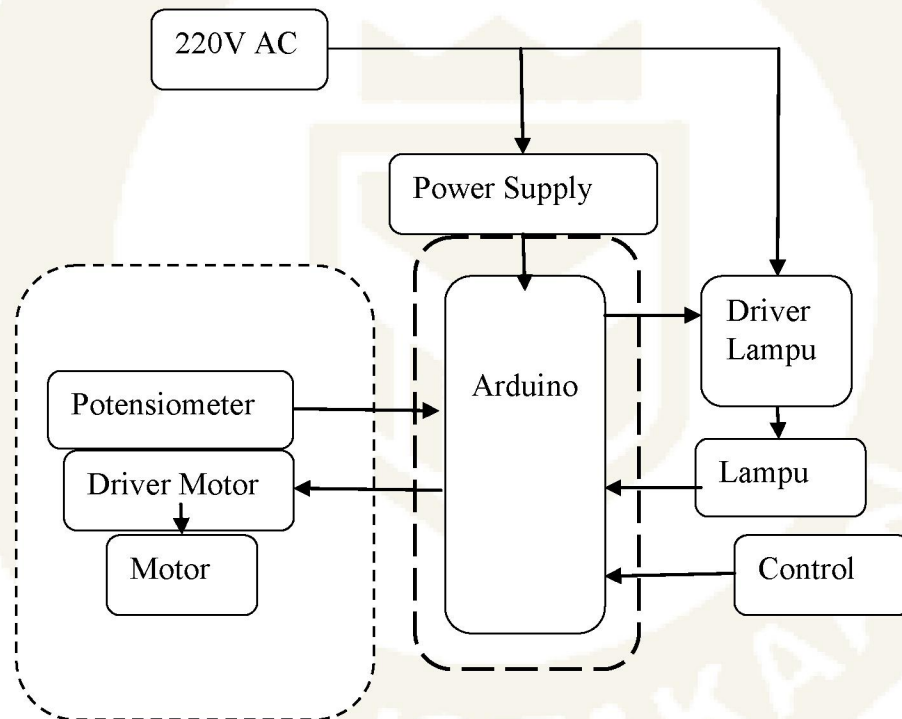 220V AC
Power Supply
Driver
Lampu
Arduino
Potensiometer
Driver Motor
Lampu
Motor
Control